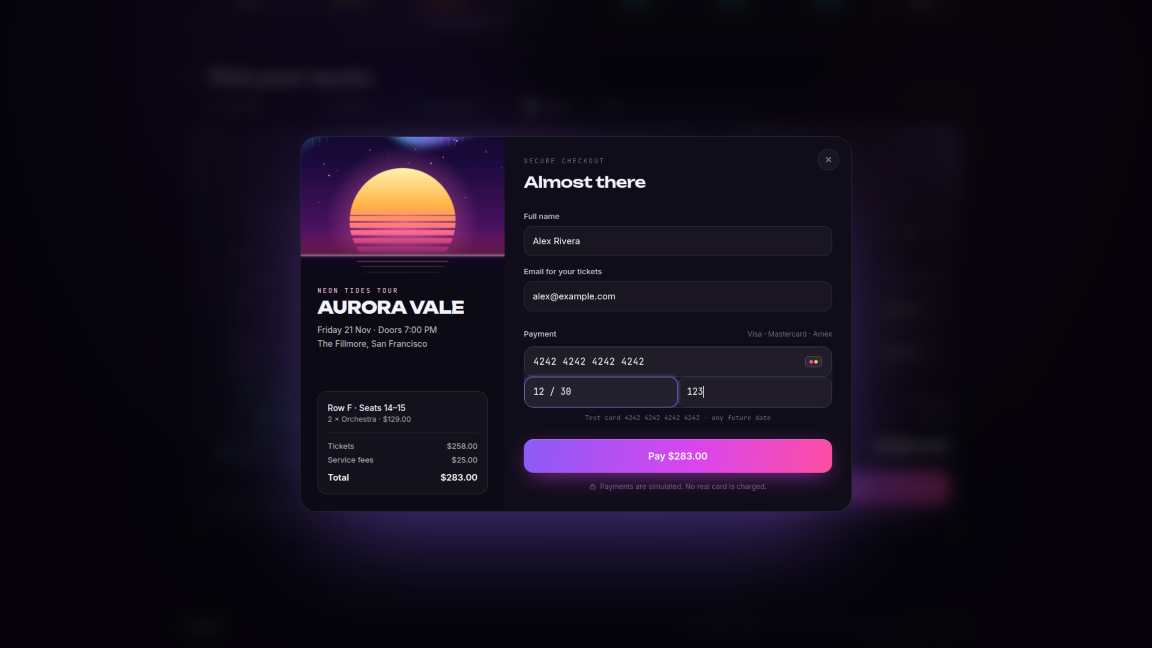 NEON TIDES TOUR
AURORA VALE
Friday 21 Nov · Doors 7:00 PM
The Fillmore, San Francisco
Row F · Seats 14–15
2 × Orchestra · $129.00
Tickets $258.00
Service fees $25.00
Total $283.00
SECURE CHECKOUT
Almost there
Full name
Alex Rivera
Email for your tickets
alex@example.com
Payment Visa · Mastercard · Amex
4242 4242 4242 4242
12 / 30 123
Test card 4242 4242 4242 4242 · any future date
Pay $283.00
Payments are simulated. No real card is charged.